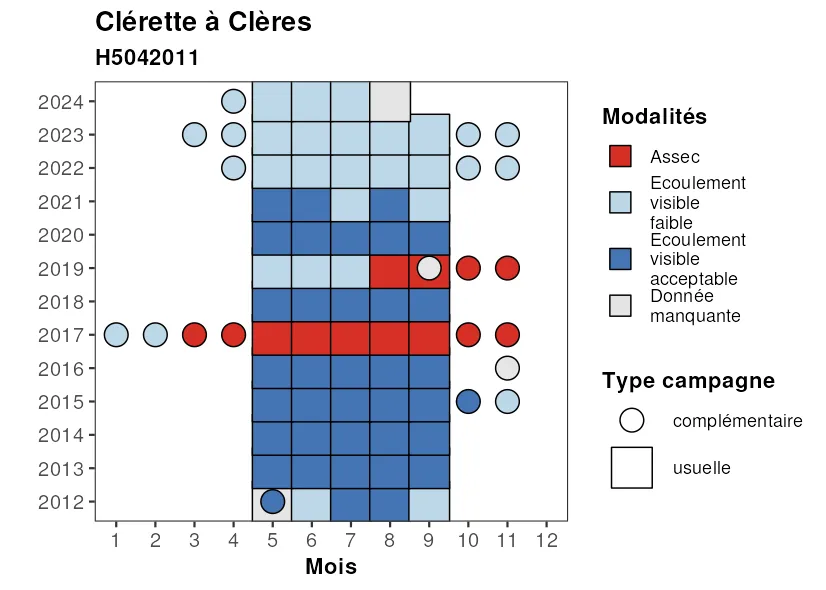 Clérette à Clères
H5042011
2024
2023
2022
2021
2020
2019
2018
2017
2016
2015
2014
2013
2012
1 2 3 4 5 6 7 8 9 10 11 12
Mois
Modalités
Assec
Ecoulement
visible
faible
Ecoulement
visible
acceptable
Donnée
manquante
Type campagne
complémentaire
usuelle